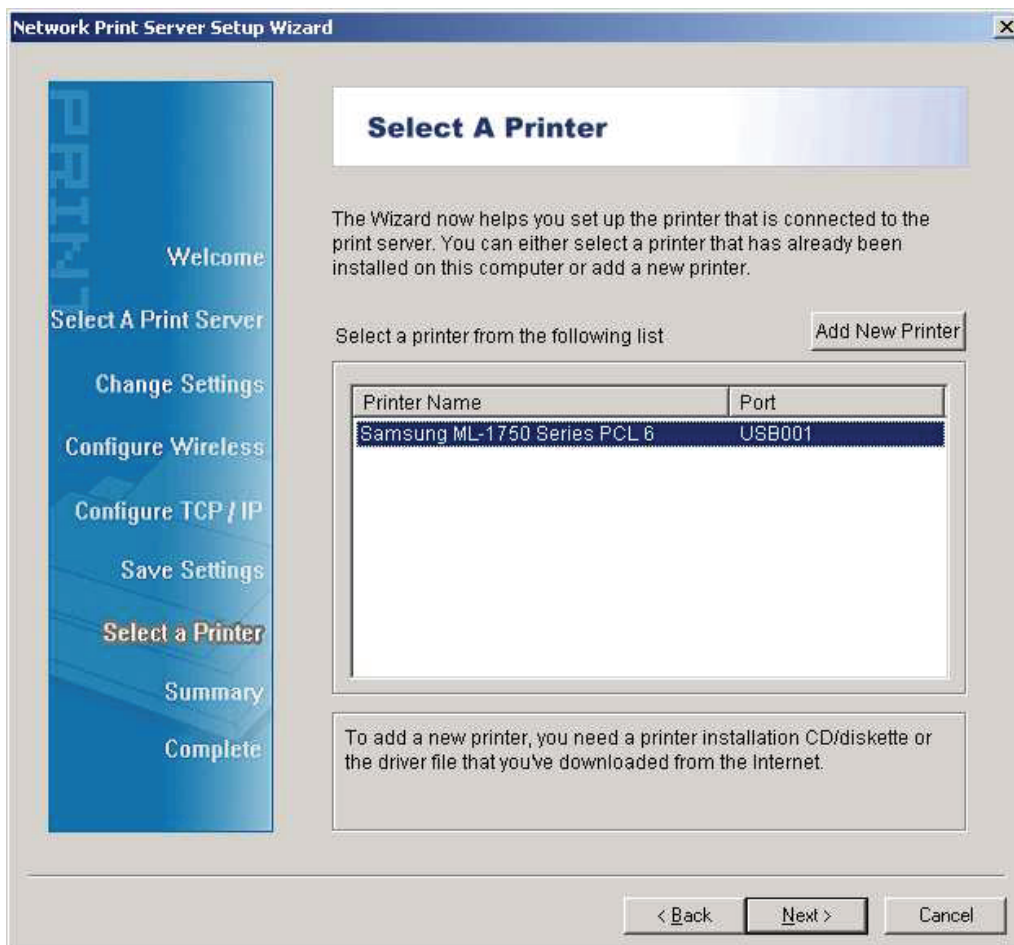 Network Print Server Setup Wizard
PRINT
Welcome
Select A Print Server
Change Settings
Configure Wireless
Configure TCP / IP
Save Settings
Select a Printer
Summary
Complete
Select A Printer
The Wizard now helps you set up the printer that is connected to the
print server. You can either select a printer that has already been
installed on this computer or add a new printer.
Select a printer from the following list
Add New Printer
Printer Name Port
Samsung ML-1750 Series PCL 6 USB001
To add a new printer, you need a printer installation CD/diskette or
the driver file that you've downloaded from the Internet.
< Back Next > Cancel